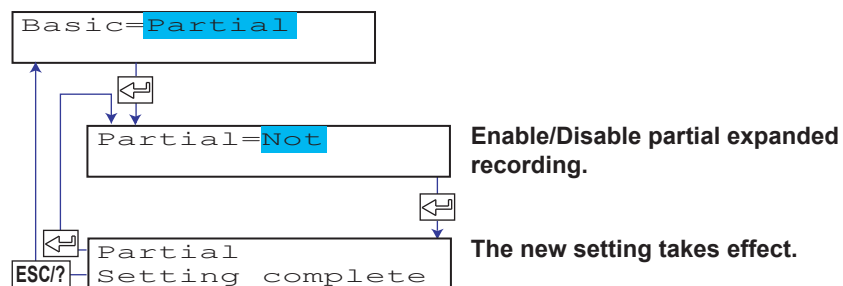 Basic=Partial
Partial=Not
Enable/Disable partial expanded
recording.
Partial
Setting complete
The new setting takes effect.
ESC/?